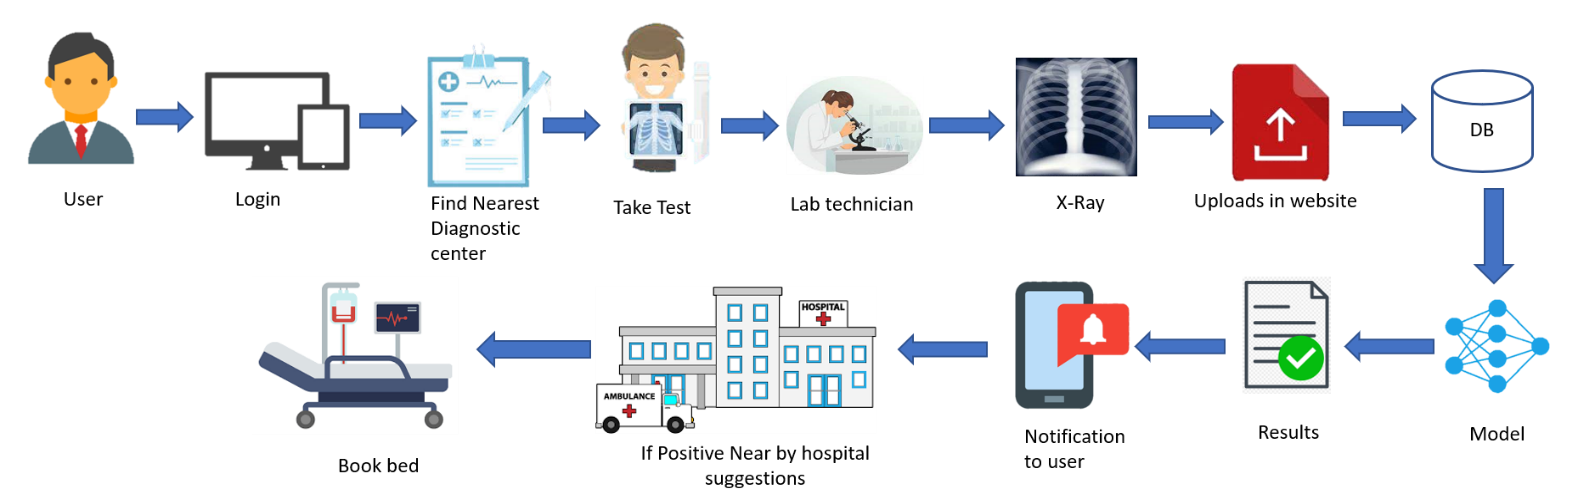 User
Login
Find Nearest
Diagnostic
center
Take Test
Lab technician
X-Ray
Uploads in website
DB
Model
Results
Notification
to user
HOSPITAL
AMBULANCE
If Positive Near by hospital
suggestions
Book bed